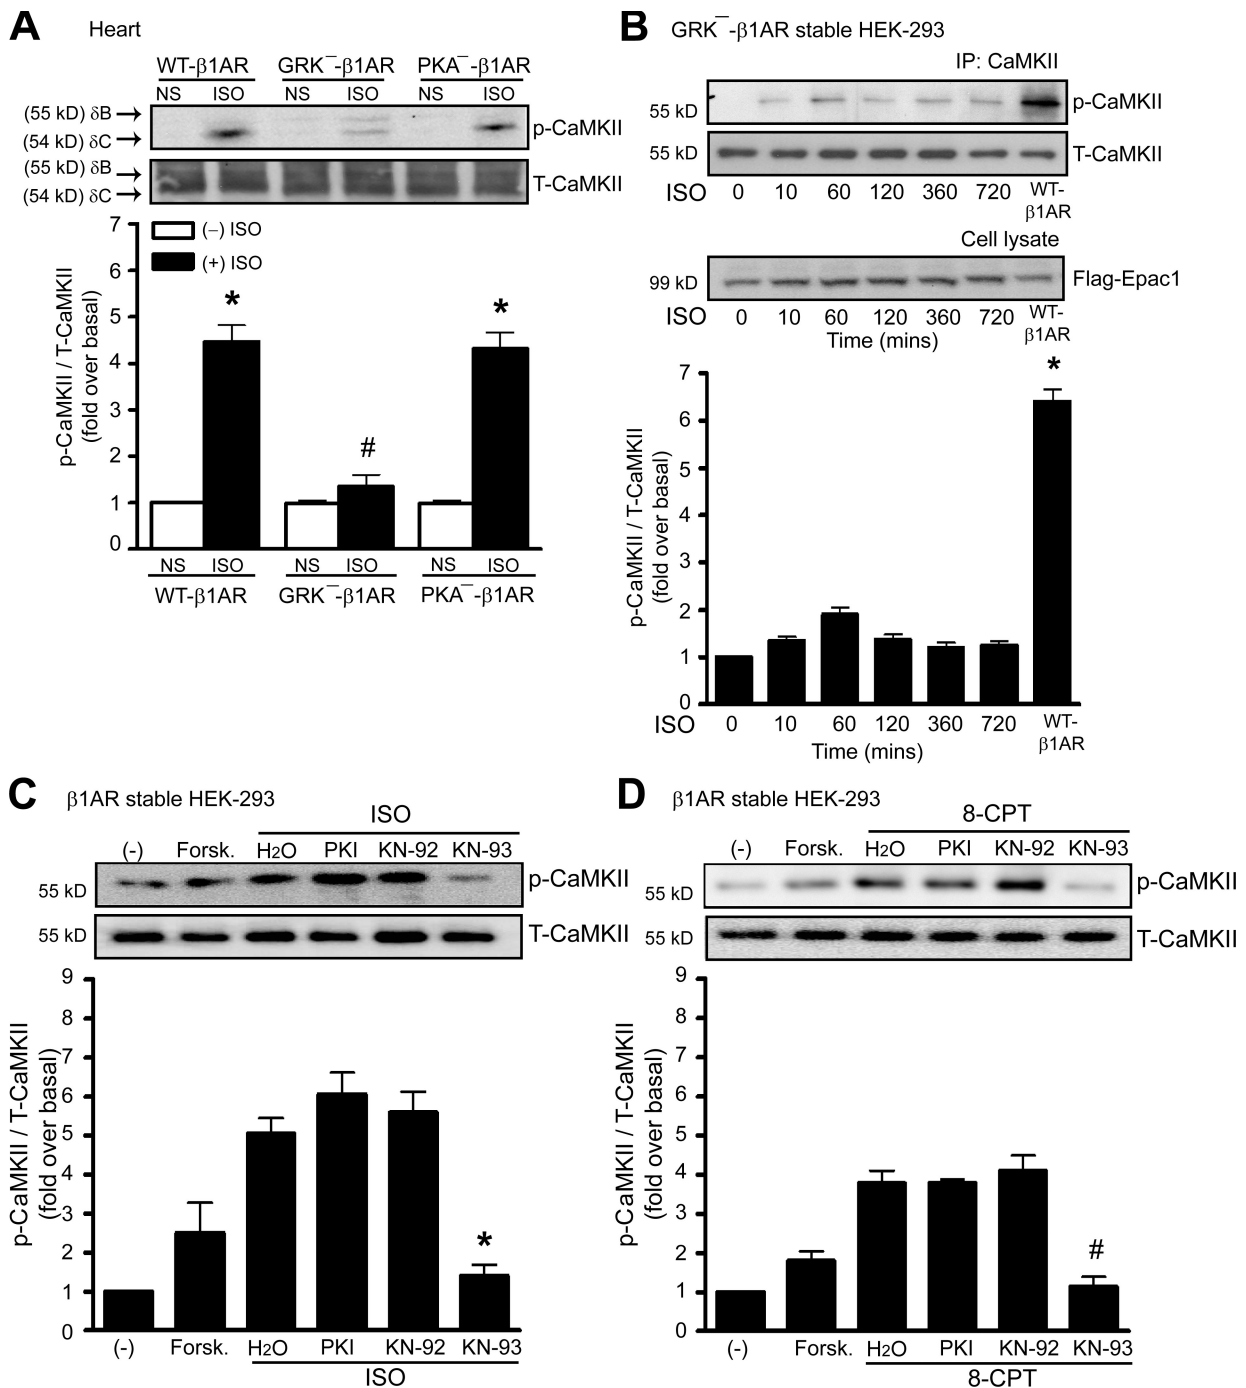 A Heart
WT-β1AR GRK‾-β1AR PKA‾-β1AR
NS ISO NS ISO NS ISO
(55 kD) δB →
p-CaMKII
(54 kD) δC →
(55 kD) δB →
T-CaMKII
(54 kD) δC →
7
(–) ISO
(+) ISO
6
5
4
3
2
1
0
* # *
p-CaMKII / T-CaMKII
(fold over basal)
NS ISO NS ISO NS ISO
WT-β1AR GRK‾-β1AR PKA‾-β1AR
B GRK‾-β1AR stable HEK-293
IP: CaMKII
55 kD p-CaMKII
55 kD T-CaMKII
ISO 0 10 60 120 360 720 WT-
β1AR
Cell lysate
99 kD Flag-Epac1
ISO 0 10 60 120 360 720 WT-
β1AR
Time (mins)
*
7
6
5
4
3
2
1
0
p-CaMKII / T-CaMKII
(fold over basal)
ISO 0 10 60 120 360 720 WT-
β1AR
Time (mins)
C β1AR stable HEK-293
ISO
(-) Forsk. H2O PKI KN-92 KN-93
55 kD p-CaMKII
55 kD T-CaMKII
9
8
7
6
5
4
3
2
1
0
*
p-CaMKII / T-CaMKII
(fold over basal)
(-) Forsk. H2O PKI KN-92 KN-93
ISO
D β1AR stable HEK-293
8-CPT
(-) Forsk. H2O PKI KN-92 KN-93
55 kD p-CaMKII
55 kD T-CaMKII
9
8
7
6
5
4
3
2
1
0
#
p-CaMKII / T-CaMKII
(fold over basal)
(-) Forsk. H2O PKI KN-92 KN-93
8-CPT